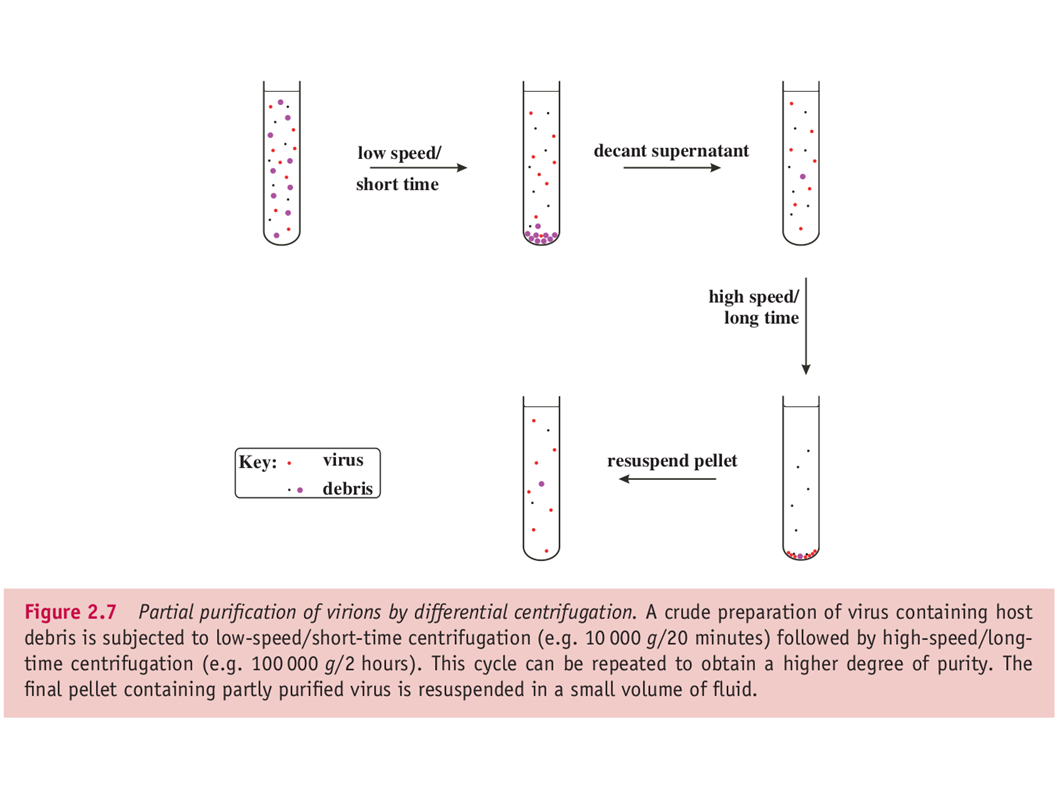 low speed/
short time
decant supernatant
high speed/
long time
resuspend pellet
Key: virus
debris
Figure 2.7 Partial purification of virions by differential centrifugation. A crude preparation of virus containing host
debris is subjected to low-speed/short-time centrifugation (e.g. 10 000 g/20 minutes) followed by high-speed/long-
time centrifugation (e.g. 100 000 g/2 hours). This cycle can be repeated to obtain a higher degree of purity. The
final pellet containing partly purified virus is resuspended in a small volume of fluid.